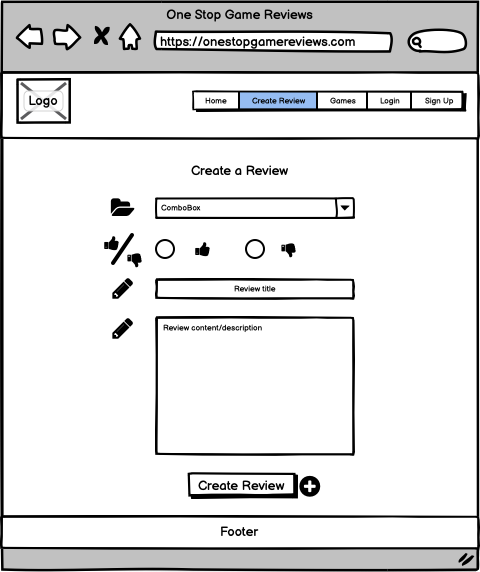 One Stop Game Reviews
https://onestopgamereviews.com
Logo
Home Create Review Games Login Sign Up
Create a Review
ComboBox
Review title
Review content/description
Create Review
Footer